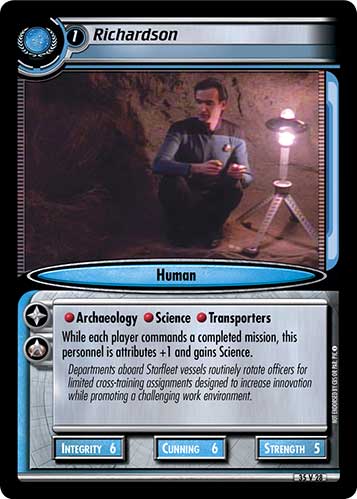 1 Richardson
Human
Archaeology Science Transporters
While each player commands a completed mission, this
personnel is attributes +1 and gains Science.
Departments aboard Starfleet vessels routinely rotate officers for
limited cross-training assignments designed to increase innovation
while promoting a challenging work environment.
INTEGRITY 6 CUNNING 6 STRENGTH 5
35 V 28